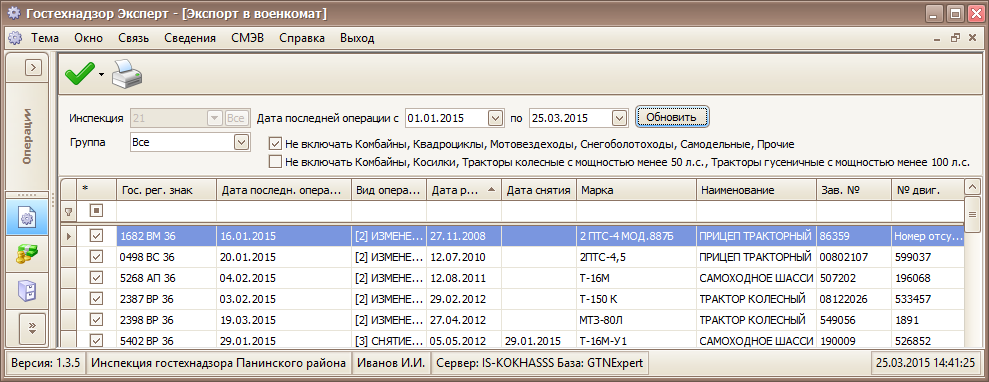 Гостехнадзор Эксперт - [Экспорт в военкомат]
Тема Окно Связь Сведения СМЭВ Справка Выход
Операции
Инспекция 21 Все Дата последней операции с 01.01.2015 по 25.03.2015 Обновить
Группа Все Не включать Комбайны, Квадроциклы, Мотовездеходы, Снегоболотоходы, Самодельные, Прочие
Не включать Комбайны, Косилки, Тракторы колесные с мощностью менее 50 л.с., Тракторы гусеничные с мощностью менее 100 л.с.
* Гос. рег. знак Дата последн. опера... Вид опера... Дата р... Дата снятия Марка Наименование Зав. № № двиг.
1682 ВМ 36 16.01.2015 [2] ИЗМЕНЕ... 27.11.2008 2 ПТС-4 МОД.887Б ПРИЦЕП ТРАКТОРНЫЙ 86359 Номер отсу...
0498 ВС 36 20.01.2015 [2] ИЗМЕНЕ... 12.07.2010 2ПТС-4,5 ПРИЦЕП ТРАКТОРНЫЙ 00802107 599037
5268 АП 36 04.02.2015 [2] ИЗМЕНЕ... 12.08.2011 Т-16М САМОХОДНОЕ ШАССИ 507202 196068
2387 ВР 36 03.02.2015 [2] ИЗМЕНЕ... 29.02.2012 Т-150 К ТРАКТОР КОЛЕСНЫЙ 08122026 533457
2398 ВР 36 19.03.2015 [2] ИЗМЕНЕ... 27.04.2012 МТЗ-80Л ТРАКТОР КОЛЕСНЫЙ 549056 1891
5402 ВР 36 29.01.2015 [3] СНЯТИЕ... 05.05.2012 29.01.2015 Т-16М-У1 САМОХОДНОЕ ШАССИ 190009 526852
Версия: 1.3.5 Инспекция гостехнадзора Панинского района Иванов И.И. Сервер: IS-KOKHASSS База: GTNExpert 25.03.2015 14:41:25